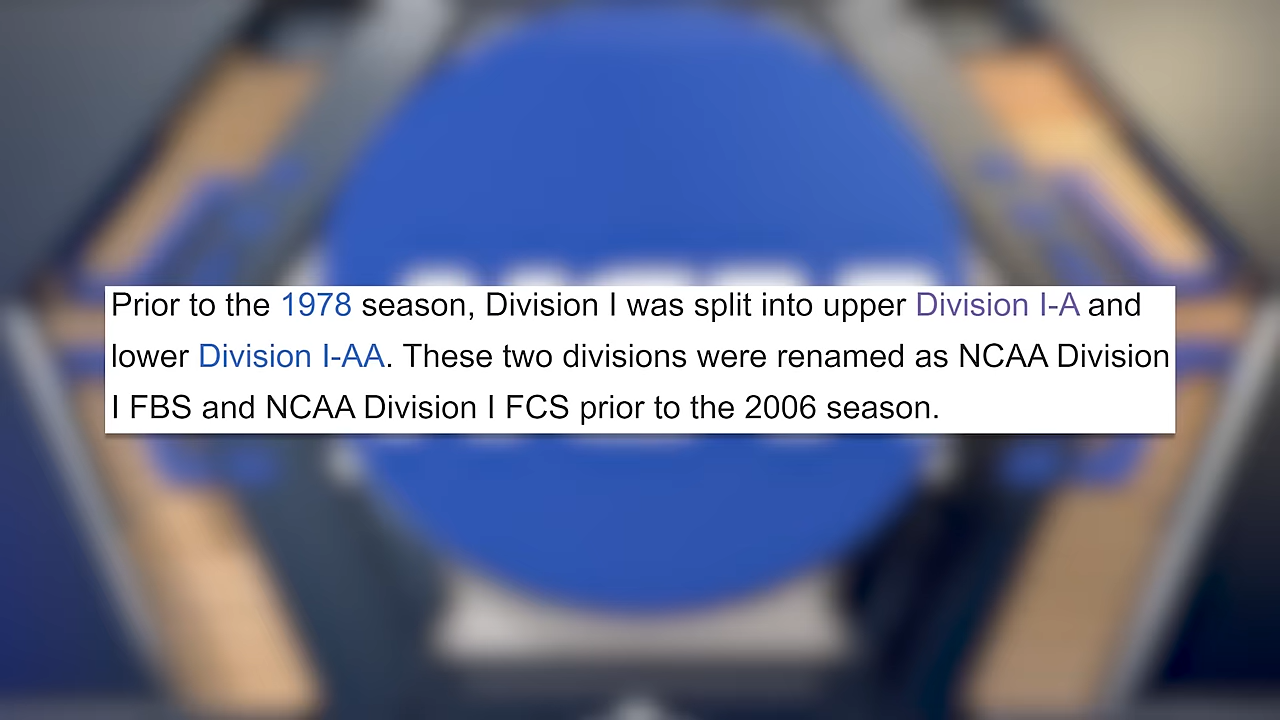 Prior to the 1978 season, Division I was split into upper Division I-A and
lower Division I-AA. These two divisions were renamed as NCAA Division
I FBS and NCAA Division I FCS prior to the 2006 season.